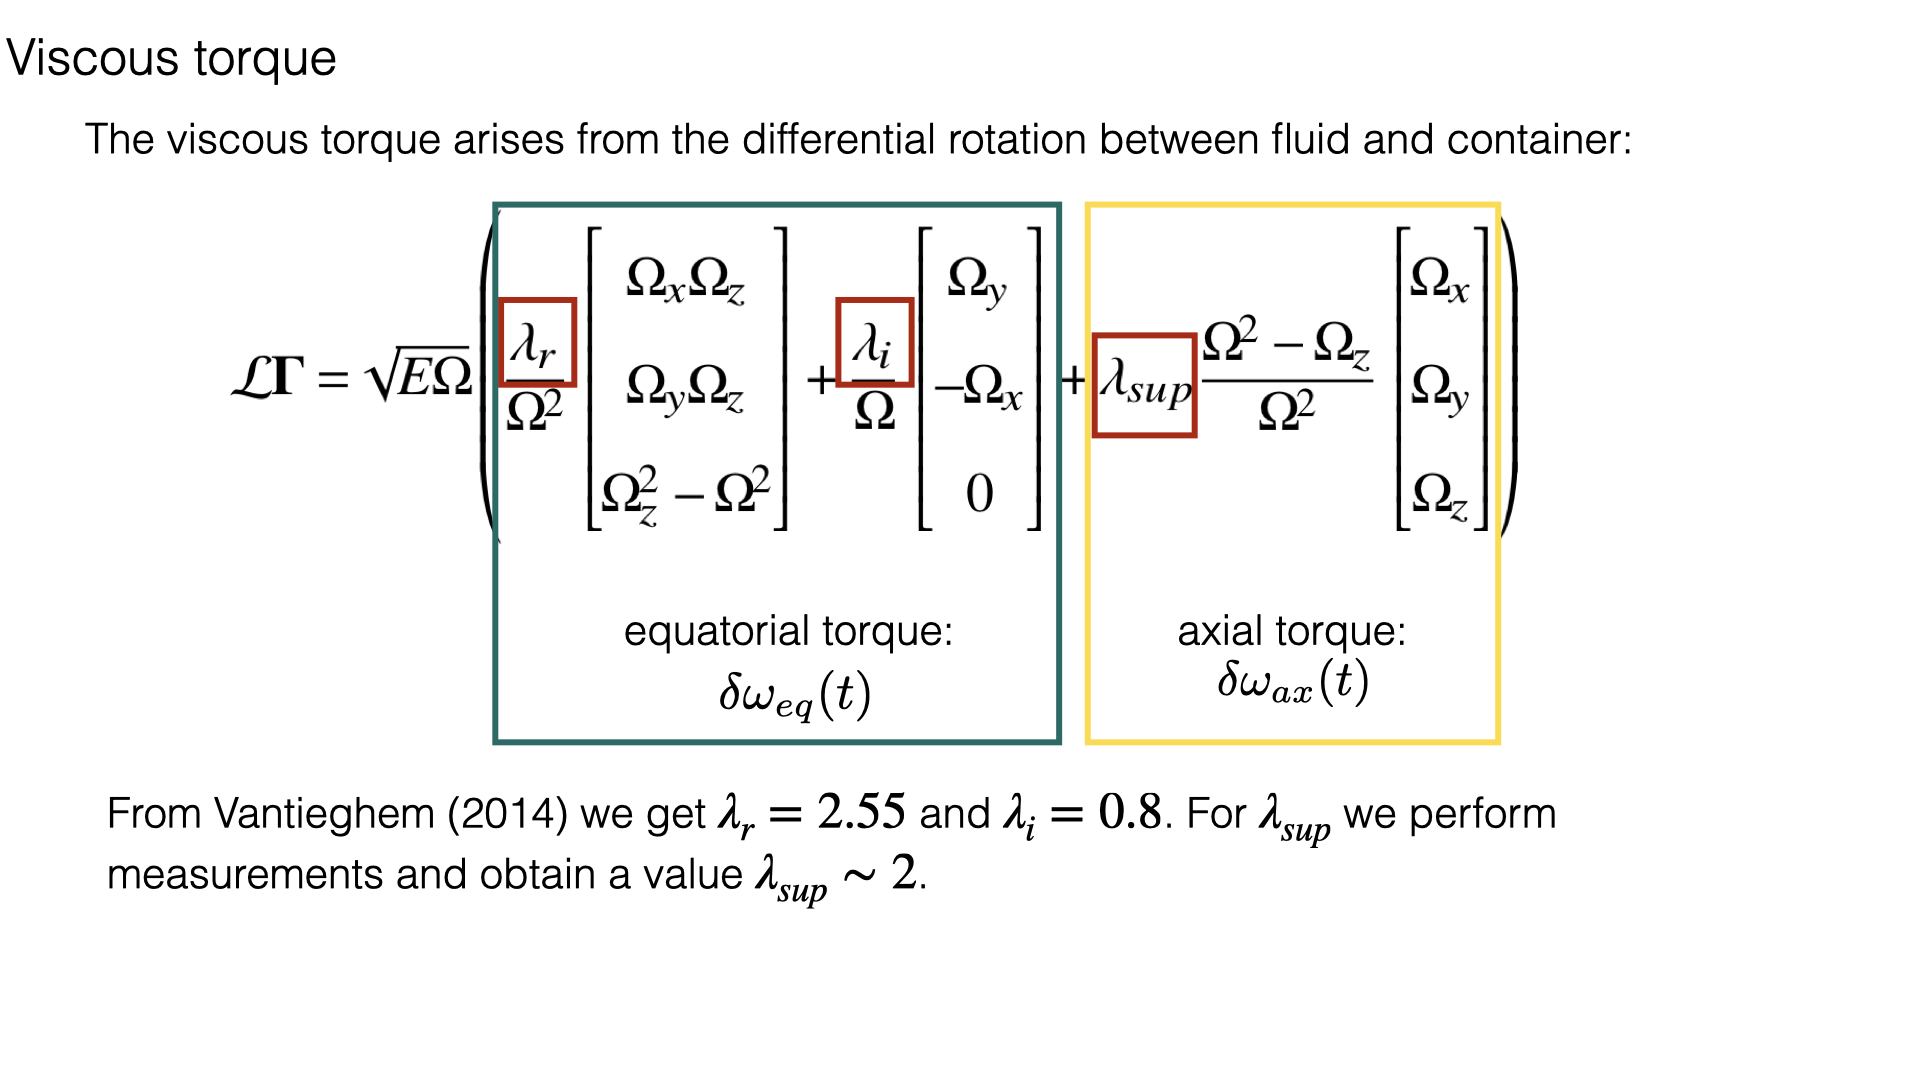 Viscous torque
The viscous torque arises from the differential rotation between fluid and container:
$\mathcal{L}\mathbf{\Gamma} = \sqrt{E\Omega}\left(\frac{\lambda_r}{\Omega^2}\begin{bmatrix}\Omega_x\Omega_z\\ \Omega_y\Omega_z\\ \Omega_z^2 - \Omega^2\end{bmatrix} + \frac{\lambda_i}{\Omega}\begin{bmatrix}\Omega_y\\ -\Omega_x\\ 0\end{bmatrix} + \lambda_{sup}\frac{\Omega^2 - \Omega_z}{\Omega^2}\begin{bmatrix}\Omega_x\\ \Omega_y\\ \Omega_z\end{bmatrix}\right)$
equatorial torque:
$\delta\omega_{eq}(t)$
axial torque:
$\delta\omega_{ax}(t)$
From Vantieghem (2014) we get $\lambda_r = 2.55$ and $\lambda_i = 0.8$. For $\lambda_{sup}$ we perform
measurements and obtain a value $\lambda_{sup} \sim 2$.